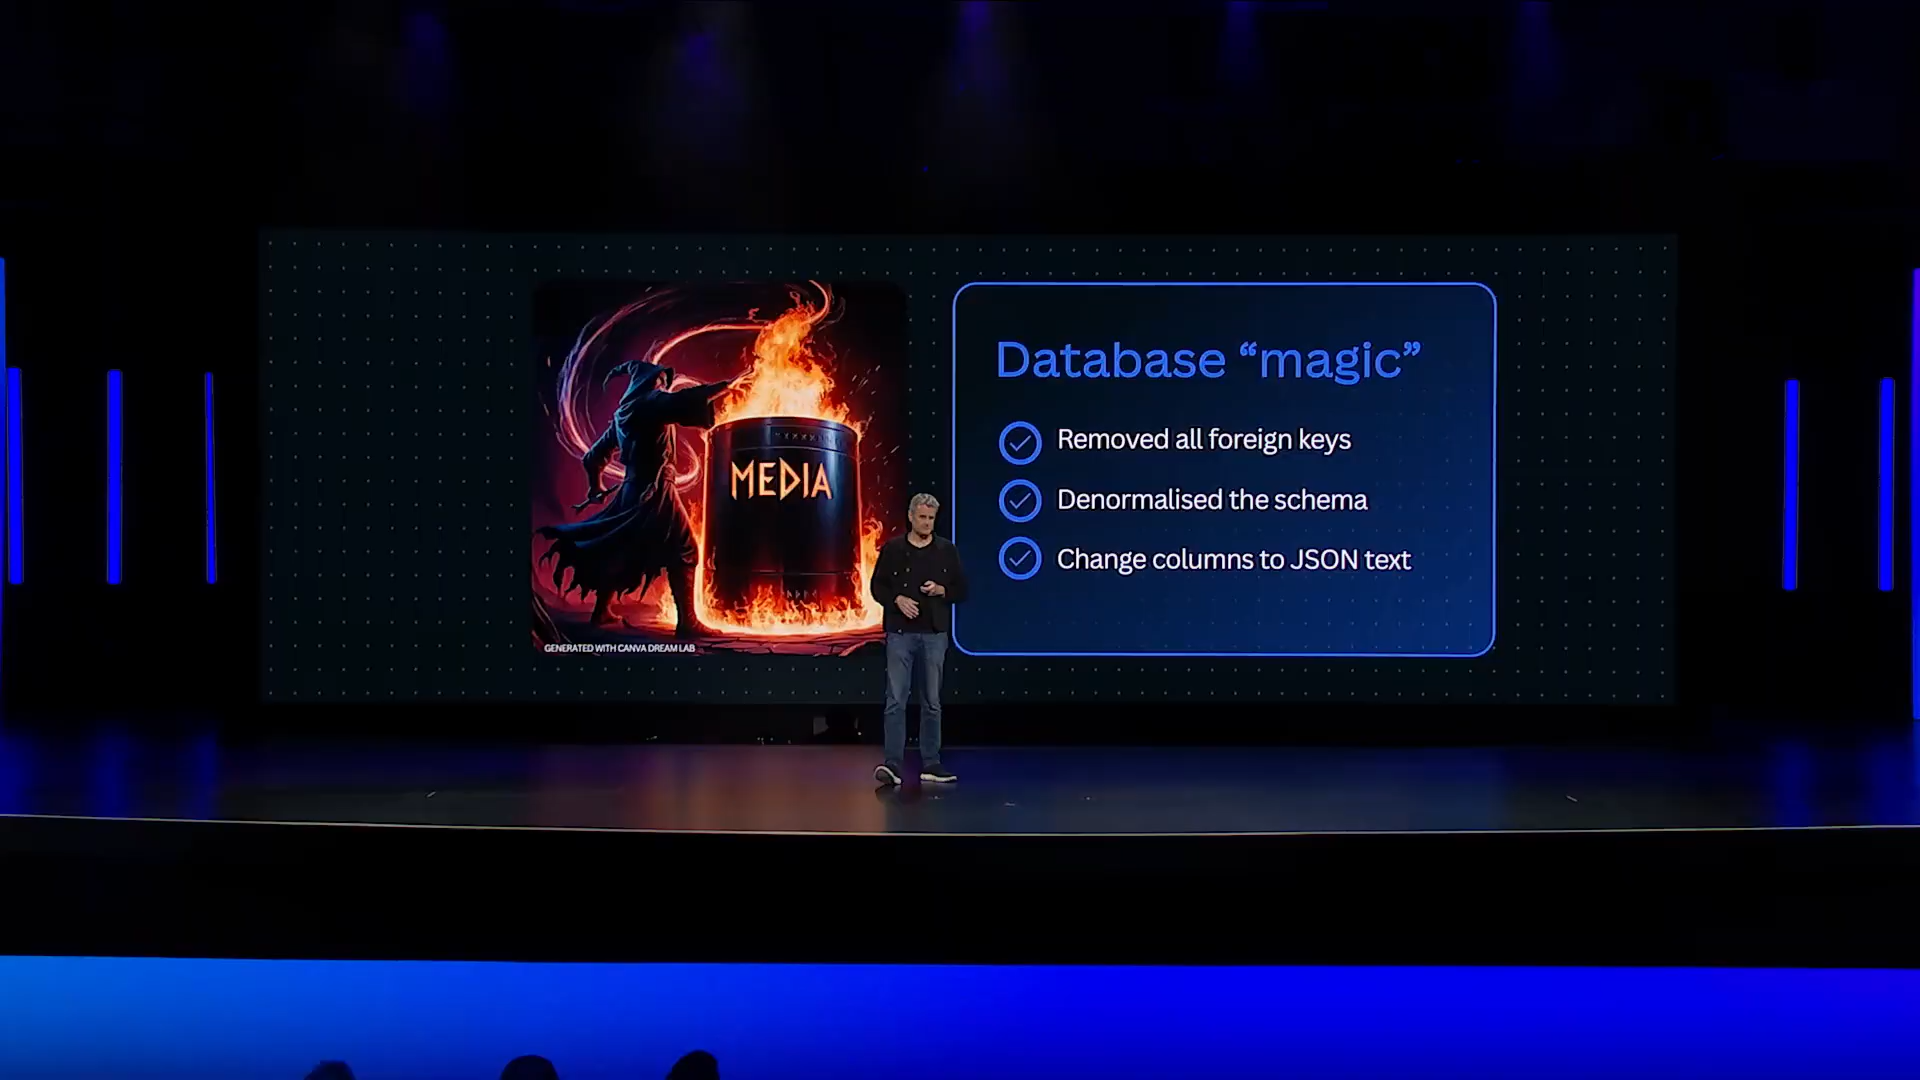 MEDIA
GENERATED WITH CANVA DREAM LAB
Database “magic”
Removed all foreign keys
Denormalised the schema
Change columns to JSON text